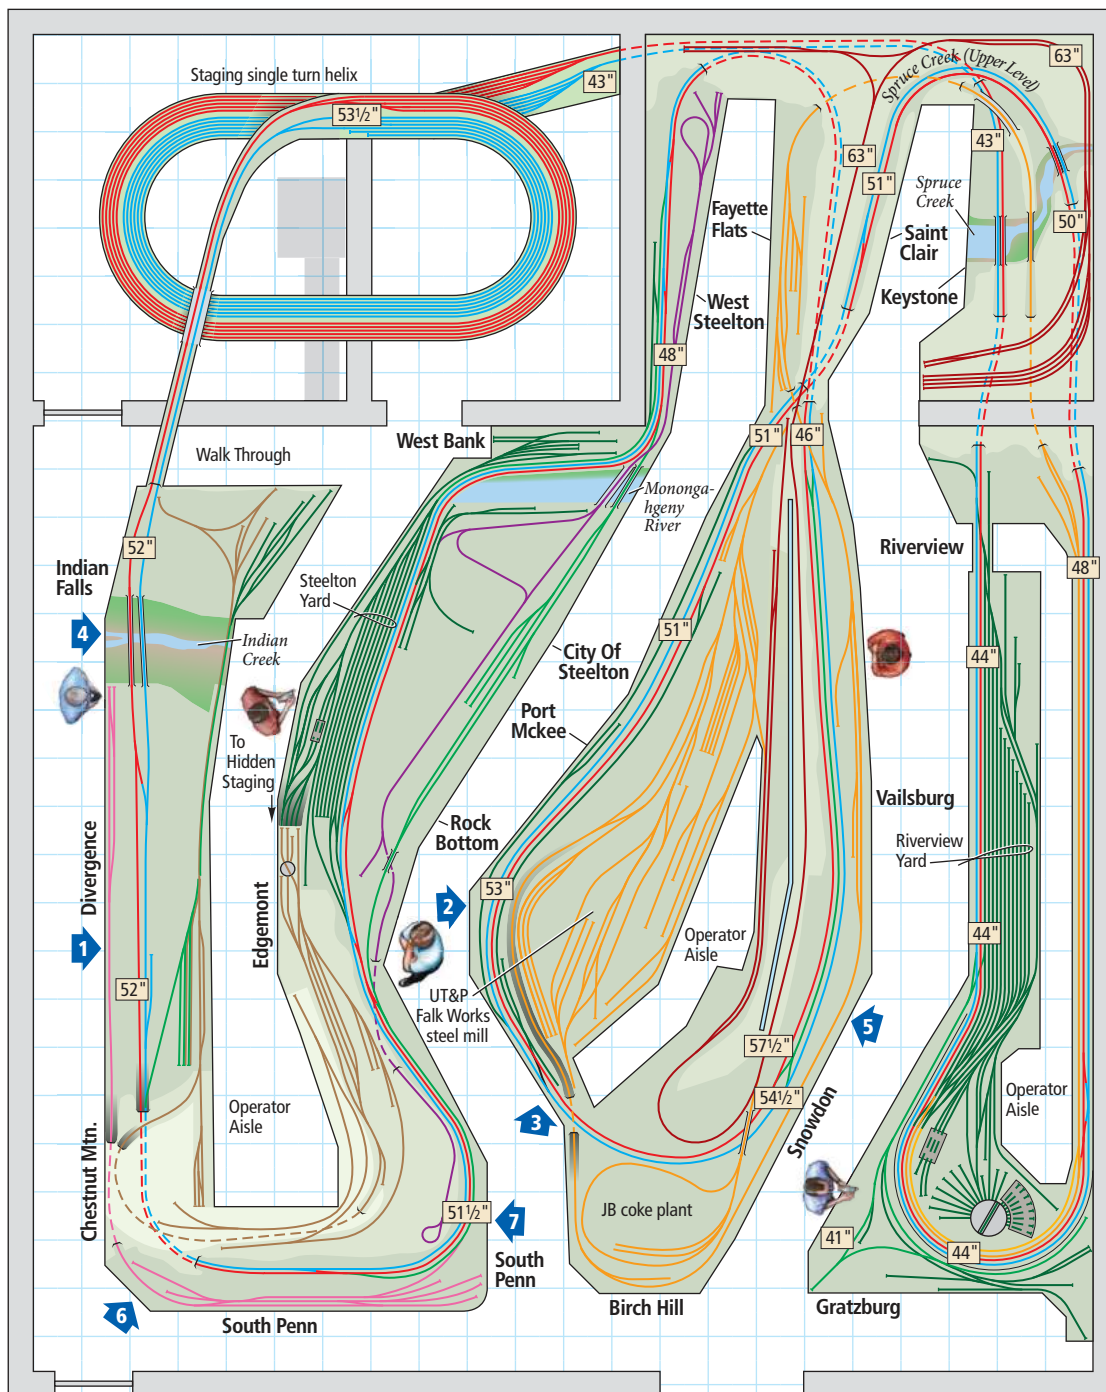 Staging single turn helix
53½"
43"
Spruce Creek (Upper Level)
63"
43"
63"
51"
Spruce
Creek
50"
Fayette
Flats
Saint
Clair
Keystone
West
Steelton
48"
West Bank
51"
46"
Walk Through
Mononga-
hgeny
River
52"
Riverview
48"
Indian
Falls
Steelton
Yard
4
Indian
Creek
51"
44"
City Of
Steelton
Port
Mckee
To
Hidden
Staging
Vailsburg
Rock
Bottom
Riverview
Yard
Divergence
53"
2
1
Edgemont
44"
Operator
Aisle
52"
UT&P
Falk Works
steel mill
5
57½"
54½"
Operator
Aisle
Operator
Aisle
3
Snowdon
Chestnut Mtn.
51½"
7
JB coke plant
41"
44"
South
Penn
6
South Penn
Birch Hill
Gratzburg